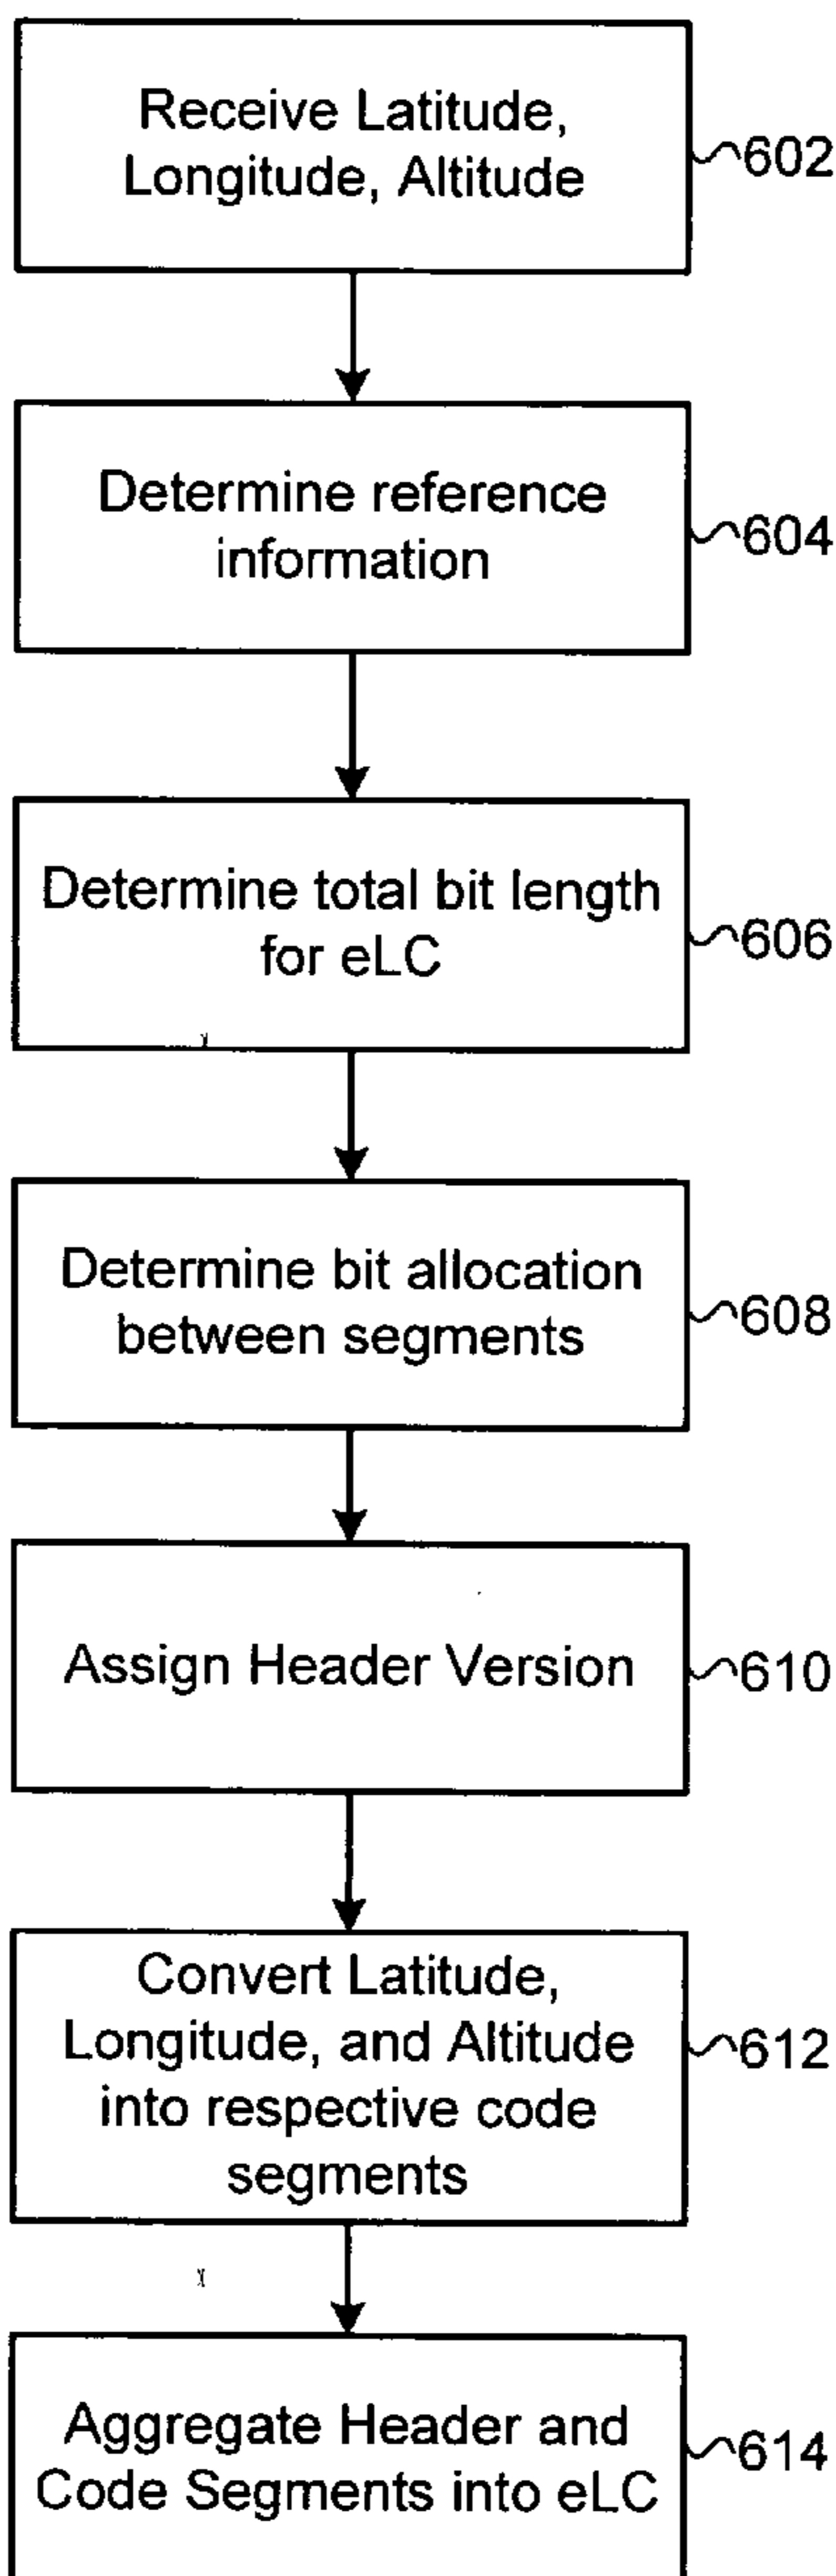 Receive Latitude,
Longitude, Altitude
602
Determine reference
information
604
Determine total bit length
for eLC
606
Determine bit allocation
between segments
608
Assign Header Version
610
Convert Latitude,
Longitude, and Altitude
into respective code
segments
612
Aggregate Header and
Code Segments into eLC
614